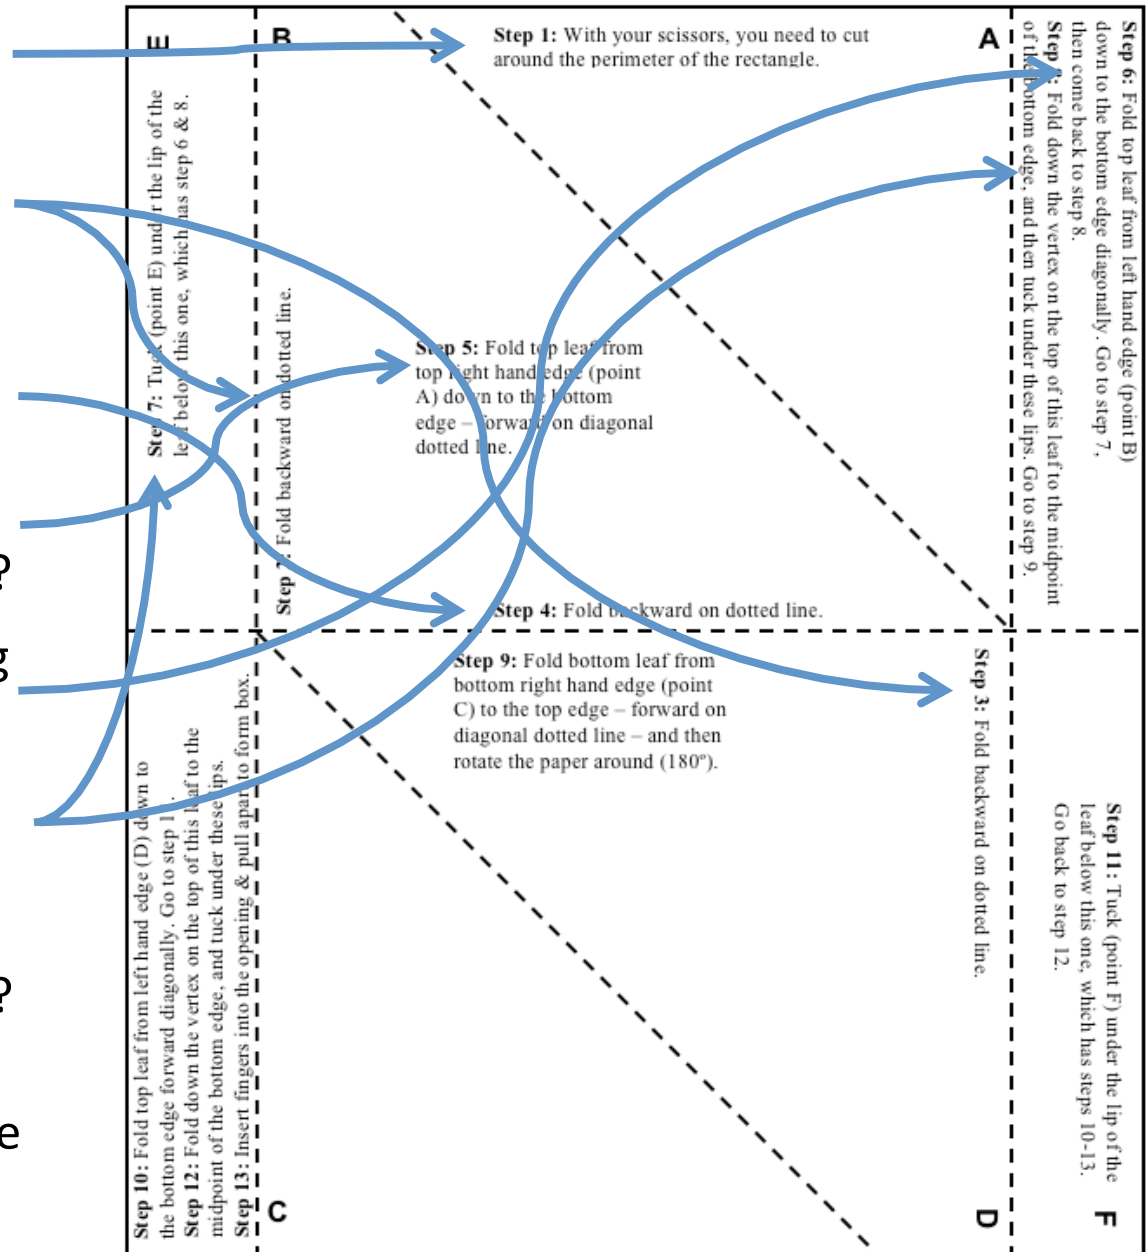 E
B
A
Step 1: With your scissors, you need to cut
around the perimeter of the rectangle.
Step 6: Fold top leaf from left hand edge (point B)
down to the bottom edge diagonally. Go to step 7,
then come back to step 8.
Step : Fold down the vertex on the top of this leaf to the midpoint
of the bottom edge, and then tuck under these lips. Go to step 9.
Step 7: Tuck (point E) under the lip of the
leaf below this one, which has step 6 & 8.
Step 2: Fold backward on dotted line.
Step 5: Fold top leaf from
top right hand edge (point
A) down to the bottom
edge – forward on diagonal
dotted line.
Step 4: Fold backward on dotted line.
Step 9: Fold bottom leaf from
bottom right hand edge (point
C) to the top edge – forward on
diagonal dotted line – and then
rotate the paper around (180º).
Step 3: Fold backward on dotted line.
Step 11: Tuck (point F) under the lip of the
leaf below this one, which has steps 10-13.
Go back to step 12.
Step 10: Fold top leaf from left hand edge (D) down to
the bottom edge forward diagonally. Go to step 1 .
Step 12: Fold down the vertex on the top of this leaf to the
midpoint of the bottom edge, and tuck under these lips.
Step 13: Insert fingers into the opening & pull apart to form box.
C
D
F
?
g
?
e